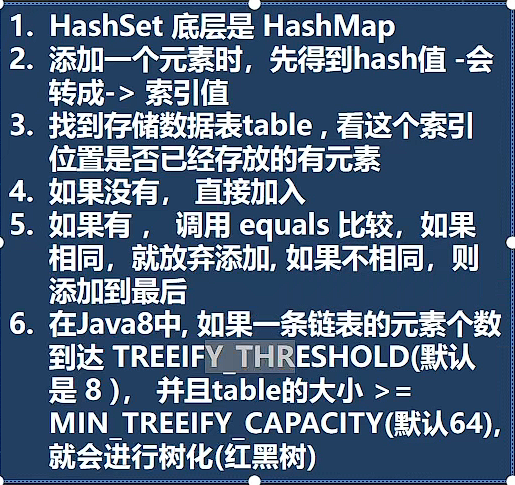 1. HashSet 底层是 HashMap
2. 添加一个元素时，先得到hash值 -会
转成-> 索引值
3. 找到存储数据表table , 看这个索引
位置是否已经存放的有元素
4. 如果没有， 直接加入
5. 如果有 ， 调用 equals 比较，如果
相同，就放弃添加, 如果不相同，则
添加到最后
6. 在Java8中, 如果一条链表的元素个数
到达 TREEIFY_THRESHOLD(默认
是 8 )， 并且table的大小 >=
MIN_TREEIFY_CAPACITY(默认64),
就会进行树化(红黑树)